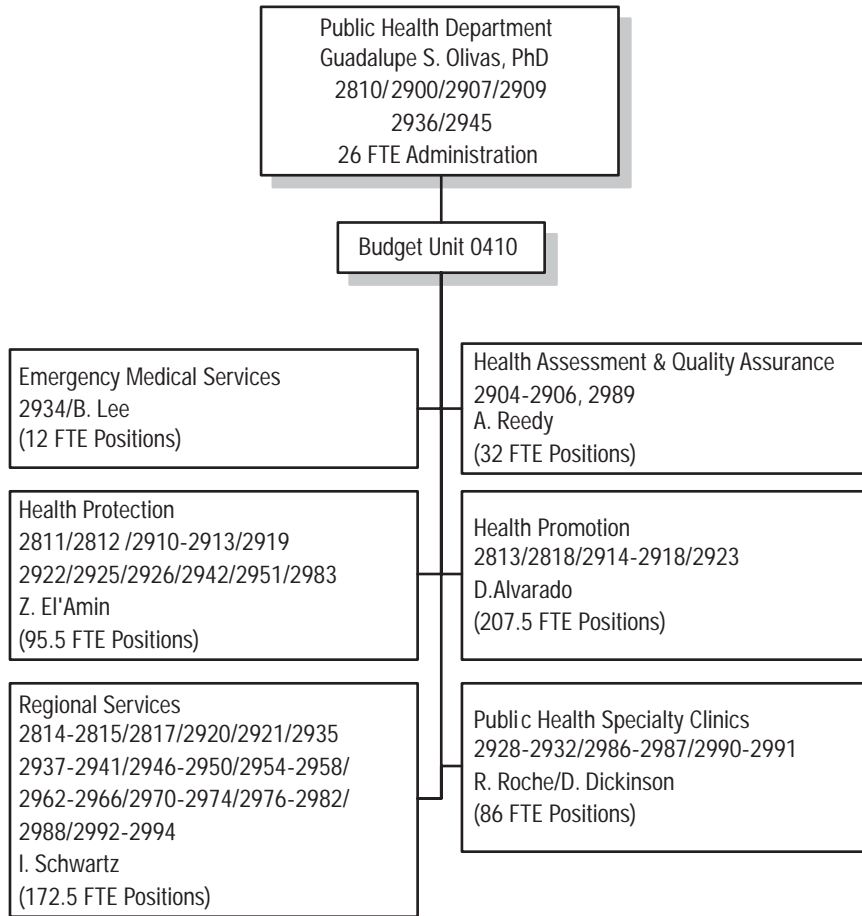 Public Health Department
Guadalupe S. Olivas, PhD
2810/2900/2907/2909
2936/2945
26 FTE Administration
Budget Unit 0410
Emergency Medical Services
2934/B. Lee
(12 FTE Positions)
Health Assessment & Quality Assurance
2904-2906, 2989
A. Reedy
(32 FTE Positions)
Health Protection
2811/2812 /2910-2913/2919
2922/2925/2926/2942/2951/2983
Z. El'Amin
(95.5 FTE Positions)
Health Promotion
2813/2818/2914-2918/2923
D.Alvarado
(207.5 FTE Positions)
Regional Services
2814-2815/2817/2920/2921/2935
2937-2941/2946-2950/2954-2958/
2962-2966/2970-2974/2976-2982/
2988/2992-2994
I. Schwartz
(172.5 FTE Positions)
Public Health Specialty Clinics
2928-2932/2986-2987/2990-2991
R. Roche/D. Dickinson
(86 FTE Positions)